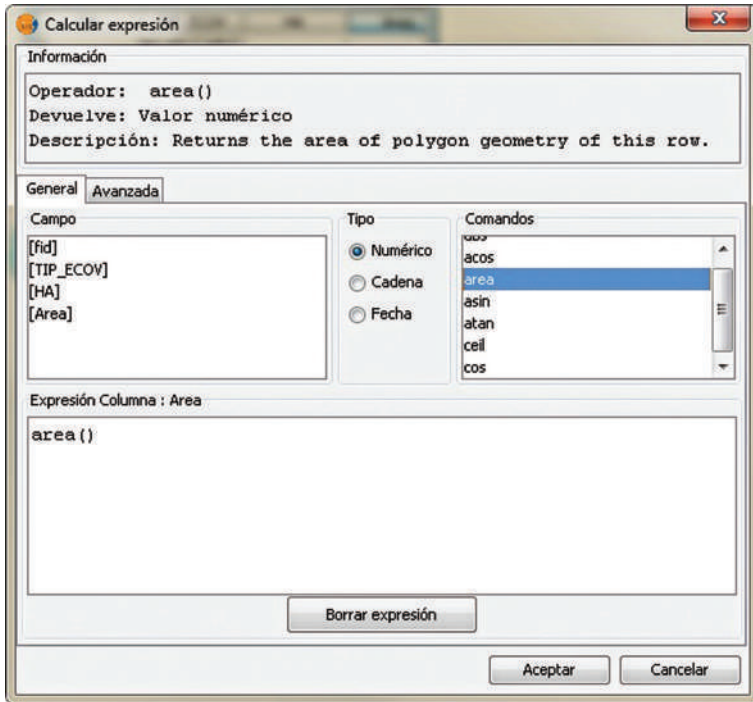 Calcular expresión
Información
Operador:  area()
Devuelve: Valor numérico
Descripción: Returns the area of polygon geometry of this row.
General
Avanzada
Campo
[fid]
[TIP_ECOV]
[HA]
[Area]
Tipo
Numérico
Cadena
Fecha
Comandos
acos
area
asin
atan
ceil
cos
Expresión Columna : Area
area()
Borrar expresión
Aceptar
Cancelar